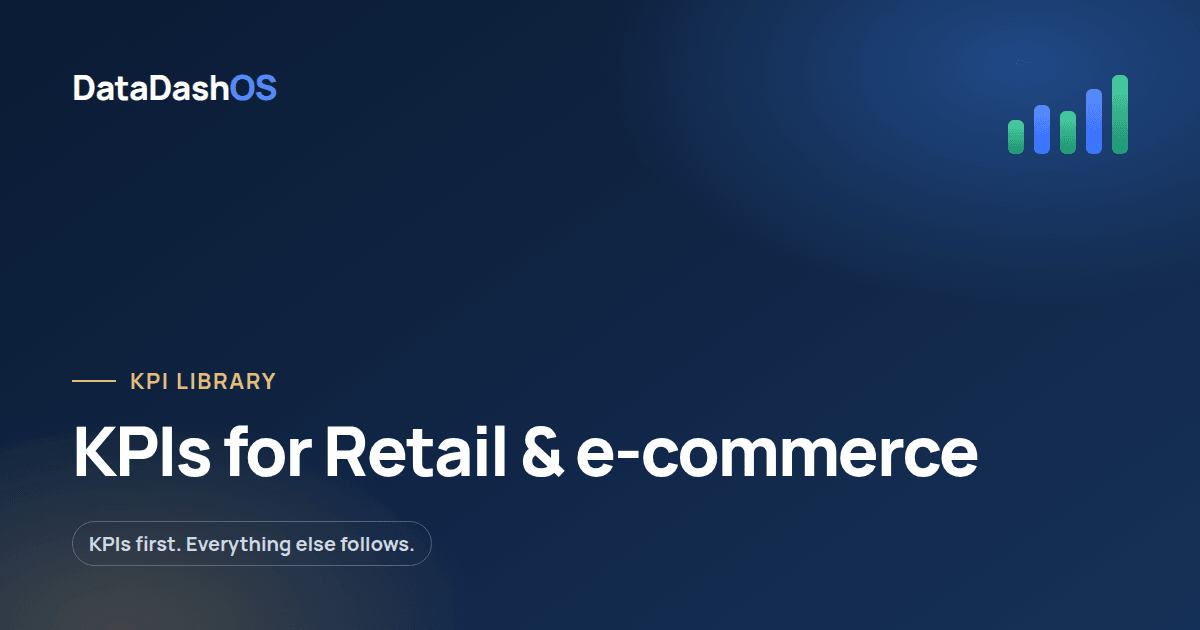 DataDashOS
KPI LIBRARY
KPIs for Retail & e-commerce
KPIs first. Everything else follows.